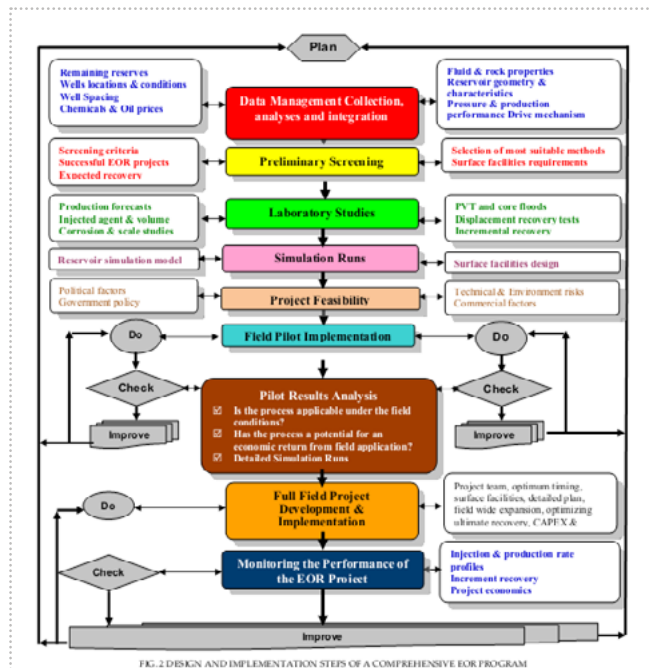 Plan
Remaining reserves
Wells locations & conditions
Well Spacing
Chemicals & Oil prices
Data Management Collection,
analyses and integration
Fluid & rock properties
Reservoir geometry &
characteristics
Pressure & production
performance Drive mechanism
Screening criteria
Successful EOR projects
Expected recovery
Preliminary Screening
Selection of most suitable methods
Surface facilities requirements
Production forecasts
Injected agent & volume
Corrosion & scale studies
Laboratory Studies
PVT and core floods
Displacement recovery tests
Incremental recovery
Reservoir simulation model
Simulation Runs
Surface facilities design
Political factors
Government policy
Project Feasibility
Technical & Environment risks
Commercial factors
Do
Field Pilot Implementation
Do
Check
Check
Improve
Improve
Pilot Results Analysis
Is the process applicable under the field
conditions?
Has the process a potential for an
economic return from field application?
Detailed Simulation Runs
Do
Full Field Project
Development &
Implementation
Project team, optimum timing,
surface facilities, detailed plan,
field wide expansion, optimizing
ultimate recovery, CAPEX &
Check
Monitoring the Performance of
the EOR Project
Injection & production rate
profiles
Increment recovery
Project economics
Improve
FIG. 2 DESIGN AND IMPLEMENTATION STEPS OF A COMPREHENSIVE EOR PROGRAM